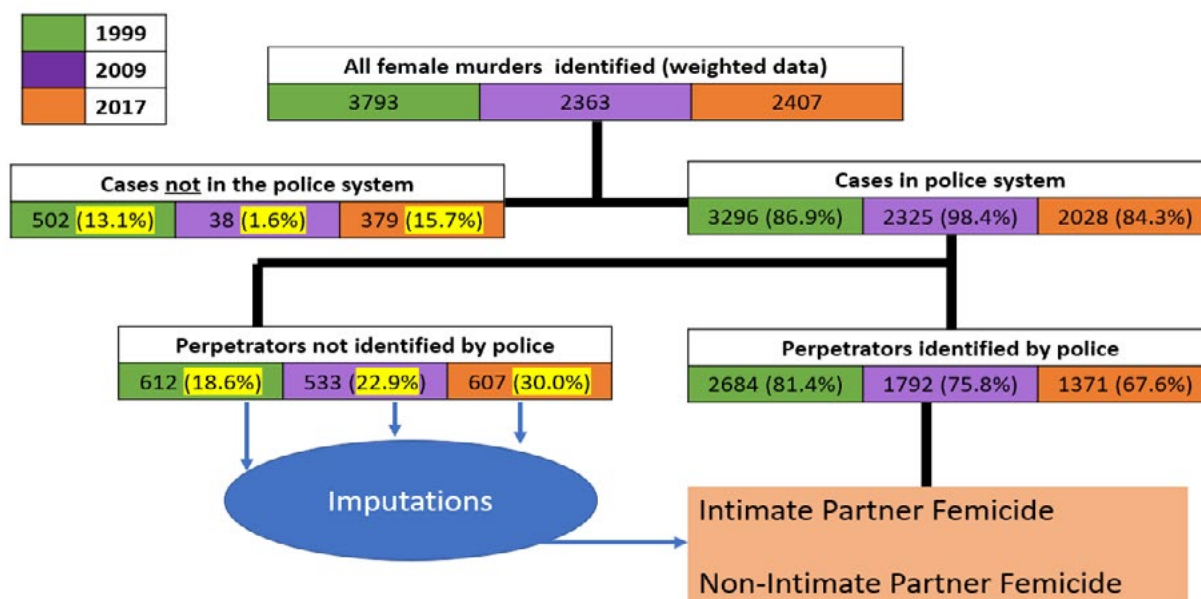 1999
2009
2017
All female murders identified (weighted data)
3793 2363 2407
Cases not in the police system
502 (13.1%) 38 (1.6%) 379 (15.7%)
Cases in police system
3296 (86.9%) 2325 (98.4%) 2028 (84.3%)
Perpetrators not identified by police
612 (18.6%) 533 (22.9%) 607 (30.0%)
Perpetrators identified by police
2684 (81.4%) 1792 (75.8%) 1371 (67.6%)
Imputations
Intimate Partner Femicide
Non-Intimate Partner Femicide